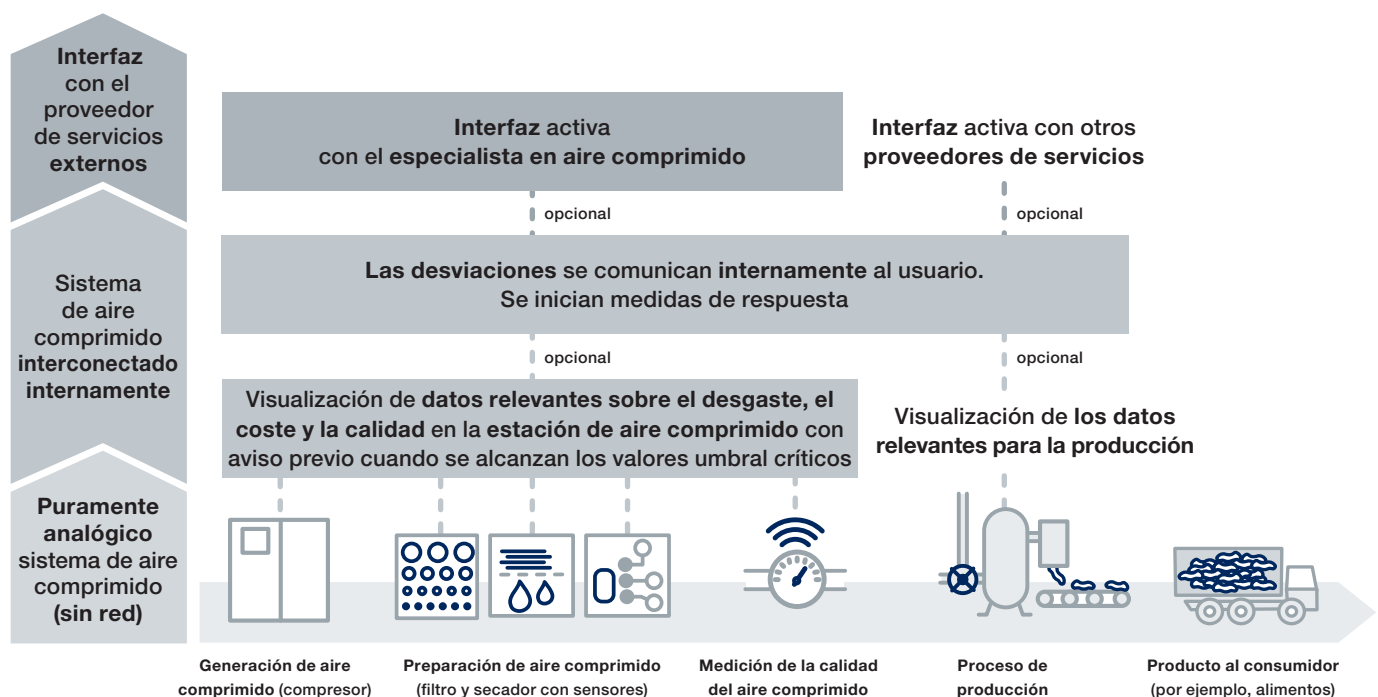 Interfaz
con el
proveedor
de servicios
externos
Interfaz activa
con el especialista en aire comprimido
Interfaz activa con otros
proveedores de servicios
opcional
opcional
Sistema
de aire
comprimido
interconectado
internamente
Las desviaciones se comunican internamente al usuario.
Se inician medidas de respuesta
opcional
opcional
Visualización de datos relevantes sobre el desgaste, el
coste y la calidad en la estación de aire comprimido con
aviso previo cuando se alcanzan los valores umbral críticos
Visualización de los datos
relevantes para la producción
Puramente
analógico
sistema de aire
comprimido
(sin red)
Generación de aire
comprimido (compresor)
Preparación de aire comprimido
(filtro y secador con sensores)
Medición de la calidad
del aire comprimido
Proceso de
producción
Producto al consumidor
(por ejemplo, alimentos)